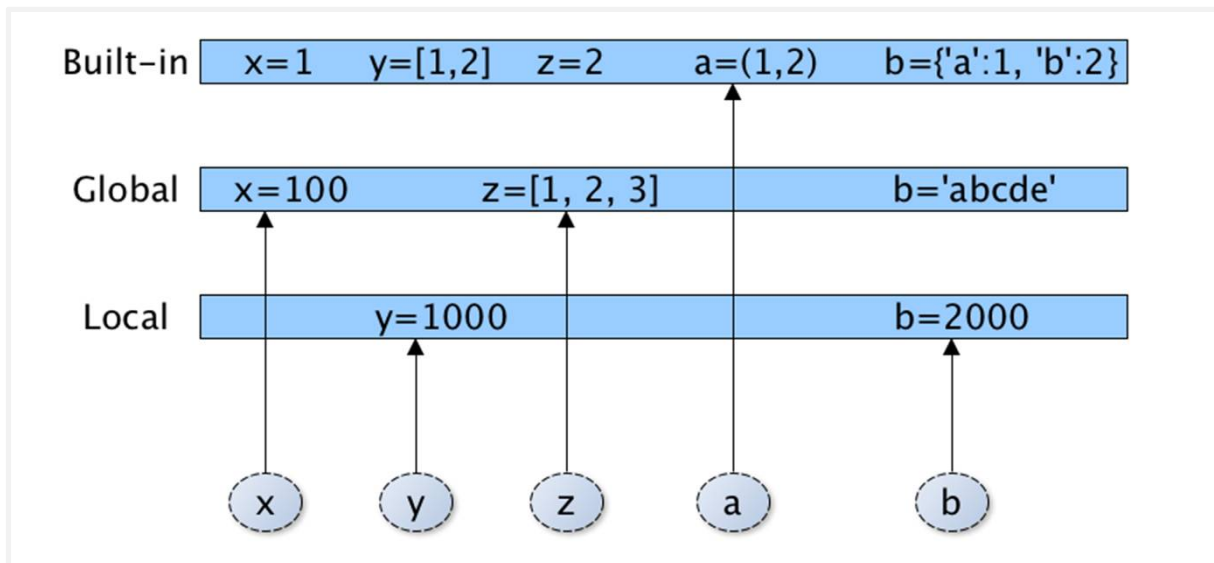 Built-in x=1 y=[1,2] z=2 a=(1,2) b={'a':1, 'b':2}
Global x=100 z=[1, 2, 3] b='abcde'
Local y=1000 b=2000
x y z a b